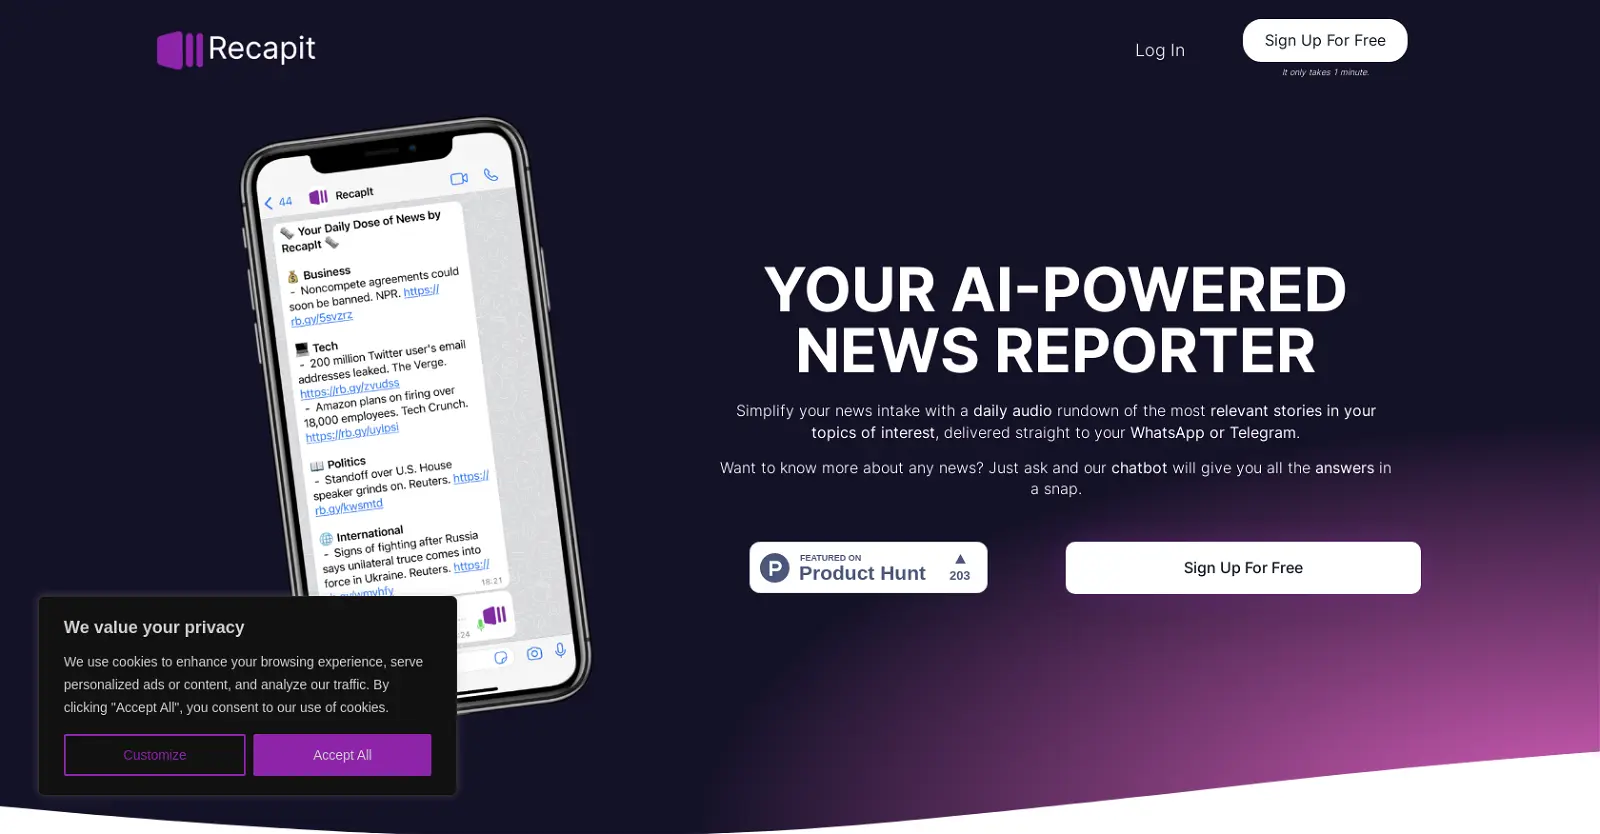 Recapit
Log In
Sign Up For Free
It only takes 1 minute.
44
RecapIt
Your Daily Dose of News by
RecapIt
Business
- Noncompete agreements could
soon be banned. NPR. https://
rb.gy/5svzrz
Tech
- 200 million Twitter user's email
addresses leaked. The Verge.
https://rb.gy/zvudss
- Amazon plans on firing over
18,000 employees. Tech Crunch.
https://rb.gy/uyipsi
Politics
- Standoff over U.S. House
speaker grinds on. Reuters. https://
rb.gy/kwsmtd
International
- Signs of fighting after Russia
says unilateral truce comes into
force in Ukraine. Reuters. https://
18:21
YOUR AI-POWERED
NEWS REPORTER
Simplify your news intake with a daily audio rundown of the most relevant stories in your
topics of interest, delivered straight to your WhatsApp or Telegram.
Want to know more about any news? Just ask and our chatbot will give you all the answers in
a snap.
P
FEATURED ON
Product Hunt
203
Sign Up For Free
We value your privacy
We use cookies to enhance your browsing experience, serve
personalized ads or content, and analyze our traffic. By
clicking "Accept All", you consent to our use of cookies.
Customize
Accept All